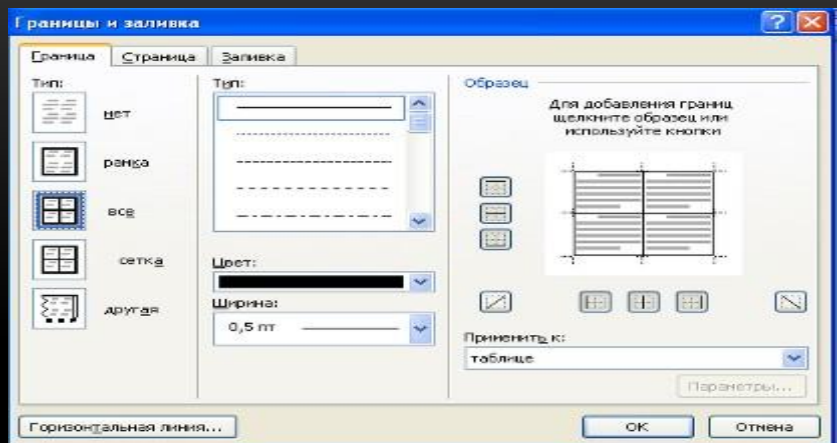 Границы и заливка
Граница Страница Заливка
Тип:
нет
рамка
все
сетка
другая
Тип:
Цвет:
Ширина:
0,5 пт
Образец
Для добавления границ
щелкните образец или
используйте кнопки
Применить к:
таблице
Параметры...
Горизонтальная линия...
ОК Отмена